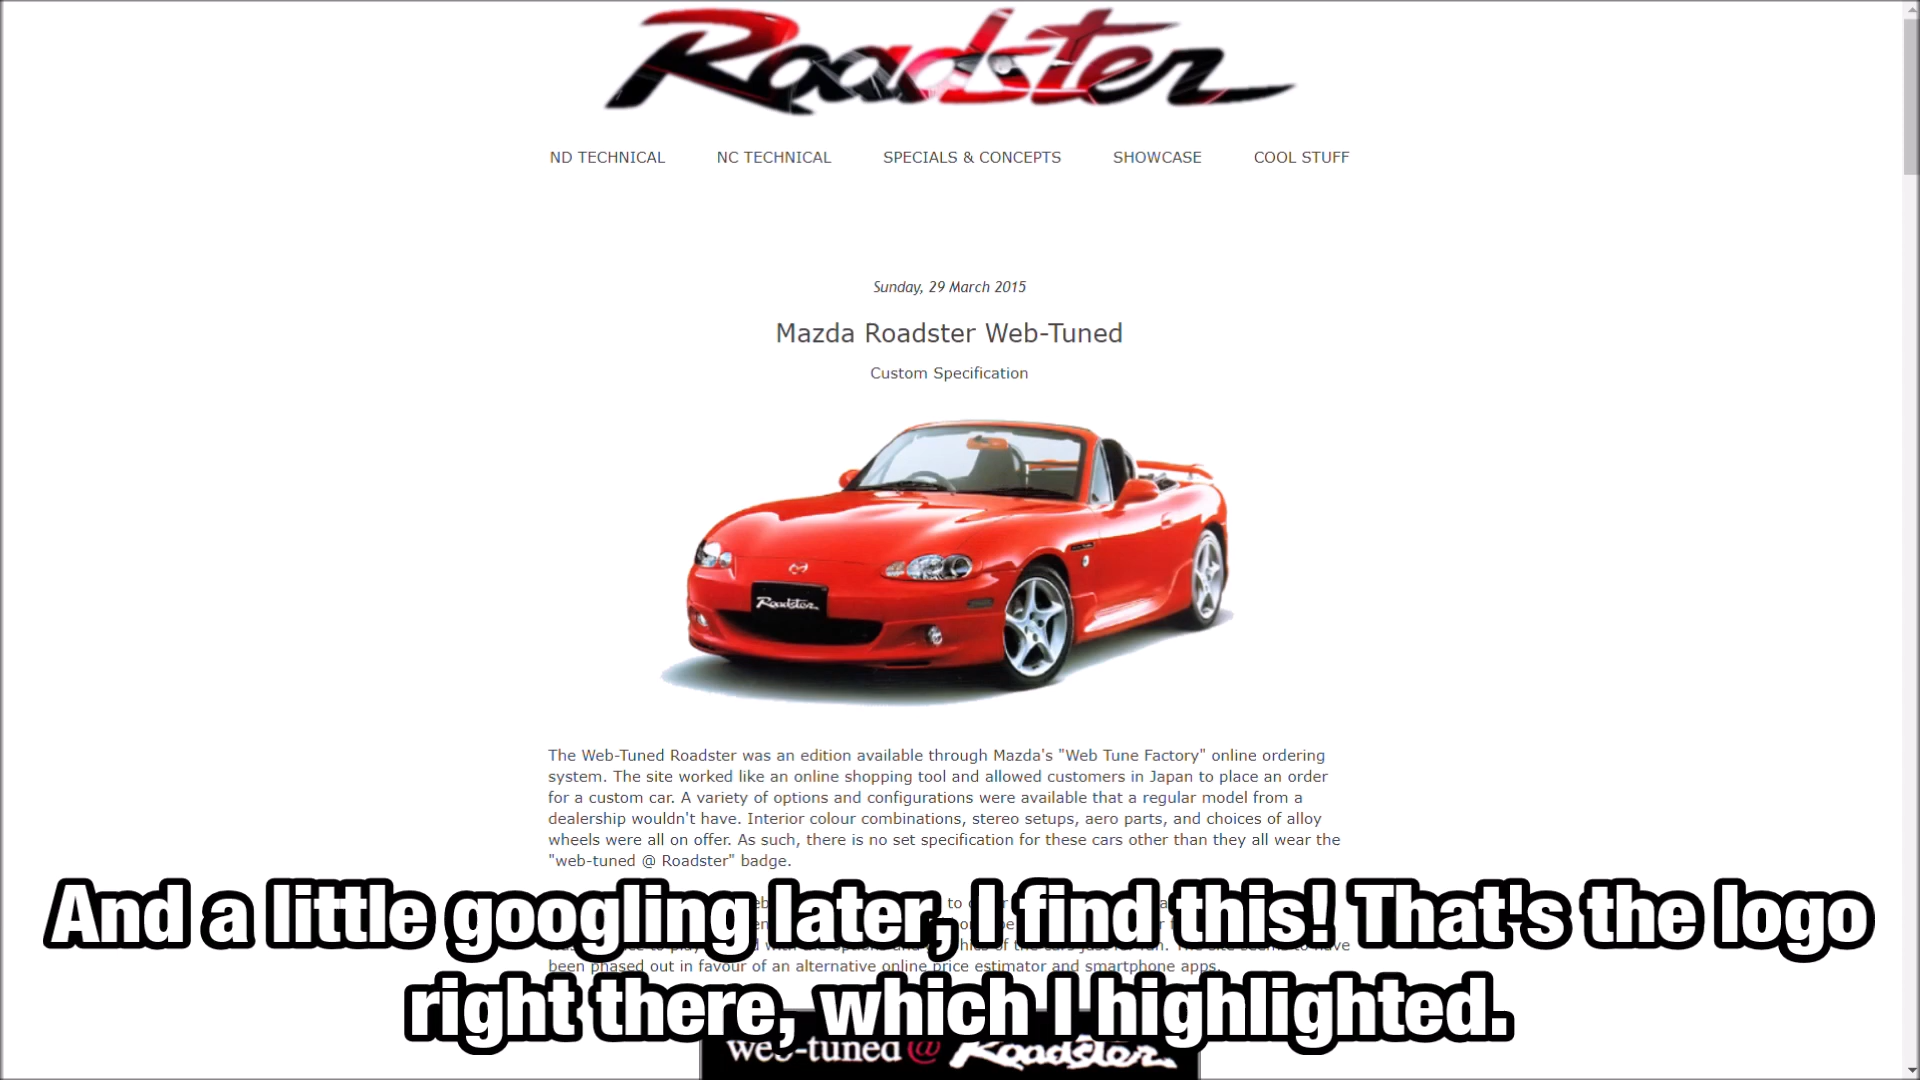 Roadster
ND TECHNICAL NC TECHNICAL SPECIALS & CONCEPTS SHOWCASE COOL STUFF
Sunday, 29 March 2015
Mazda Roadster Web-Tuned
Custom Specification
Roadster
The Web-Tuned Roadster was an edition available through Mazda's "Web Tune Factory" online ordering
system. The site worked like an online shopping tool and allowed customers in Japan to place an order
for a custom car. A variety of options and configurations were available that a regular model from a
dealership wouldn't have. Interior colour combinations, stereo setups, aero parts, and choices of alloy
wheels were all on offer. As such, there is no set specification for these cars other than they all wear the
"web-tuned @ Roadster" badge.
And a little googling later, I find this! That's the logo
been phased out in favour of an alternative online price estimator and smartphone apps.
right there, which I highlighted.
web-tuned @ Roadster